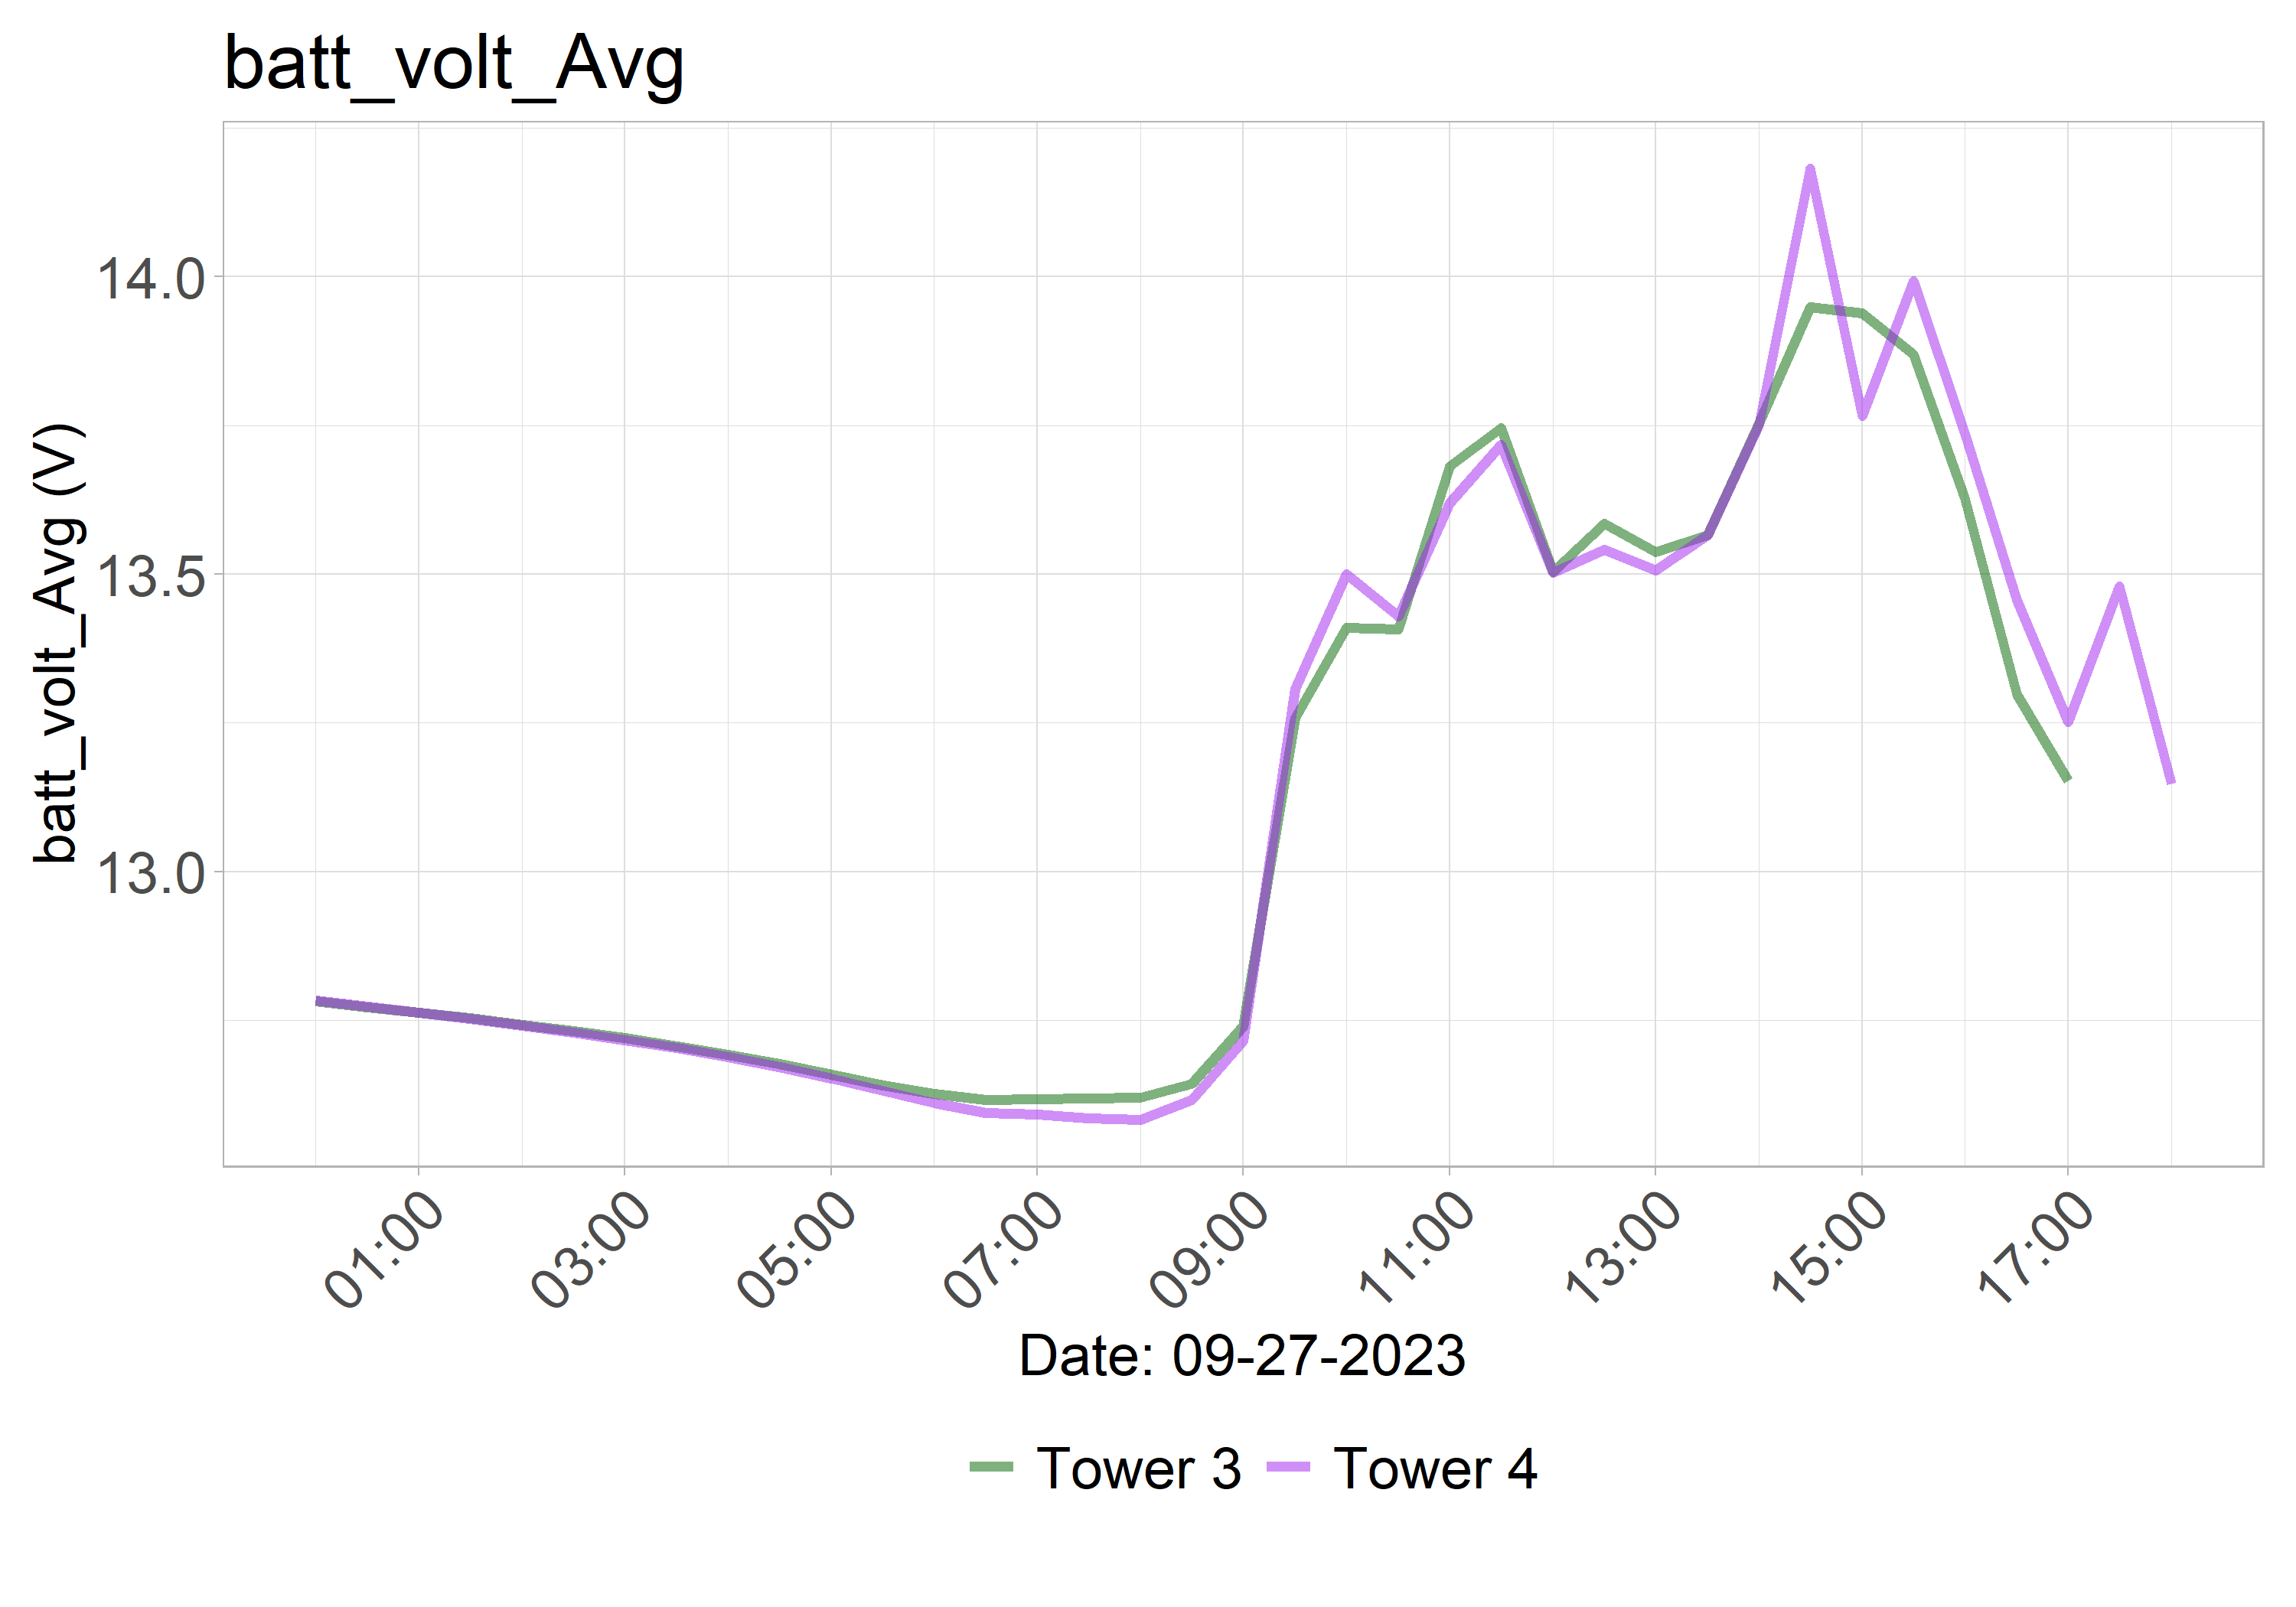 batt_volt_Avg
batt_volt_Avg (V)
14.0
13.5
13.0
01:00 03:00 05:00 07:00 09:00 11:00 13:00 15:00 17:00
Date: 09-27-2023
Tower 3 Tower 4